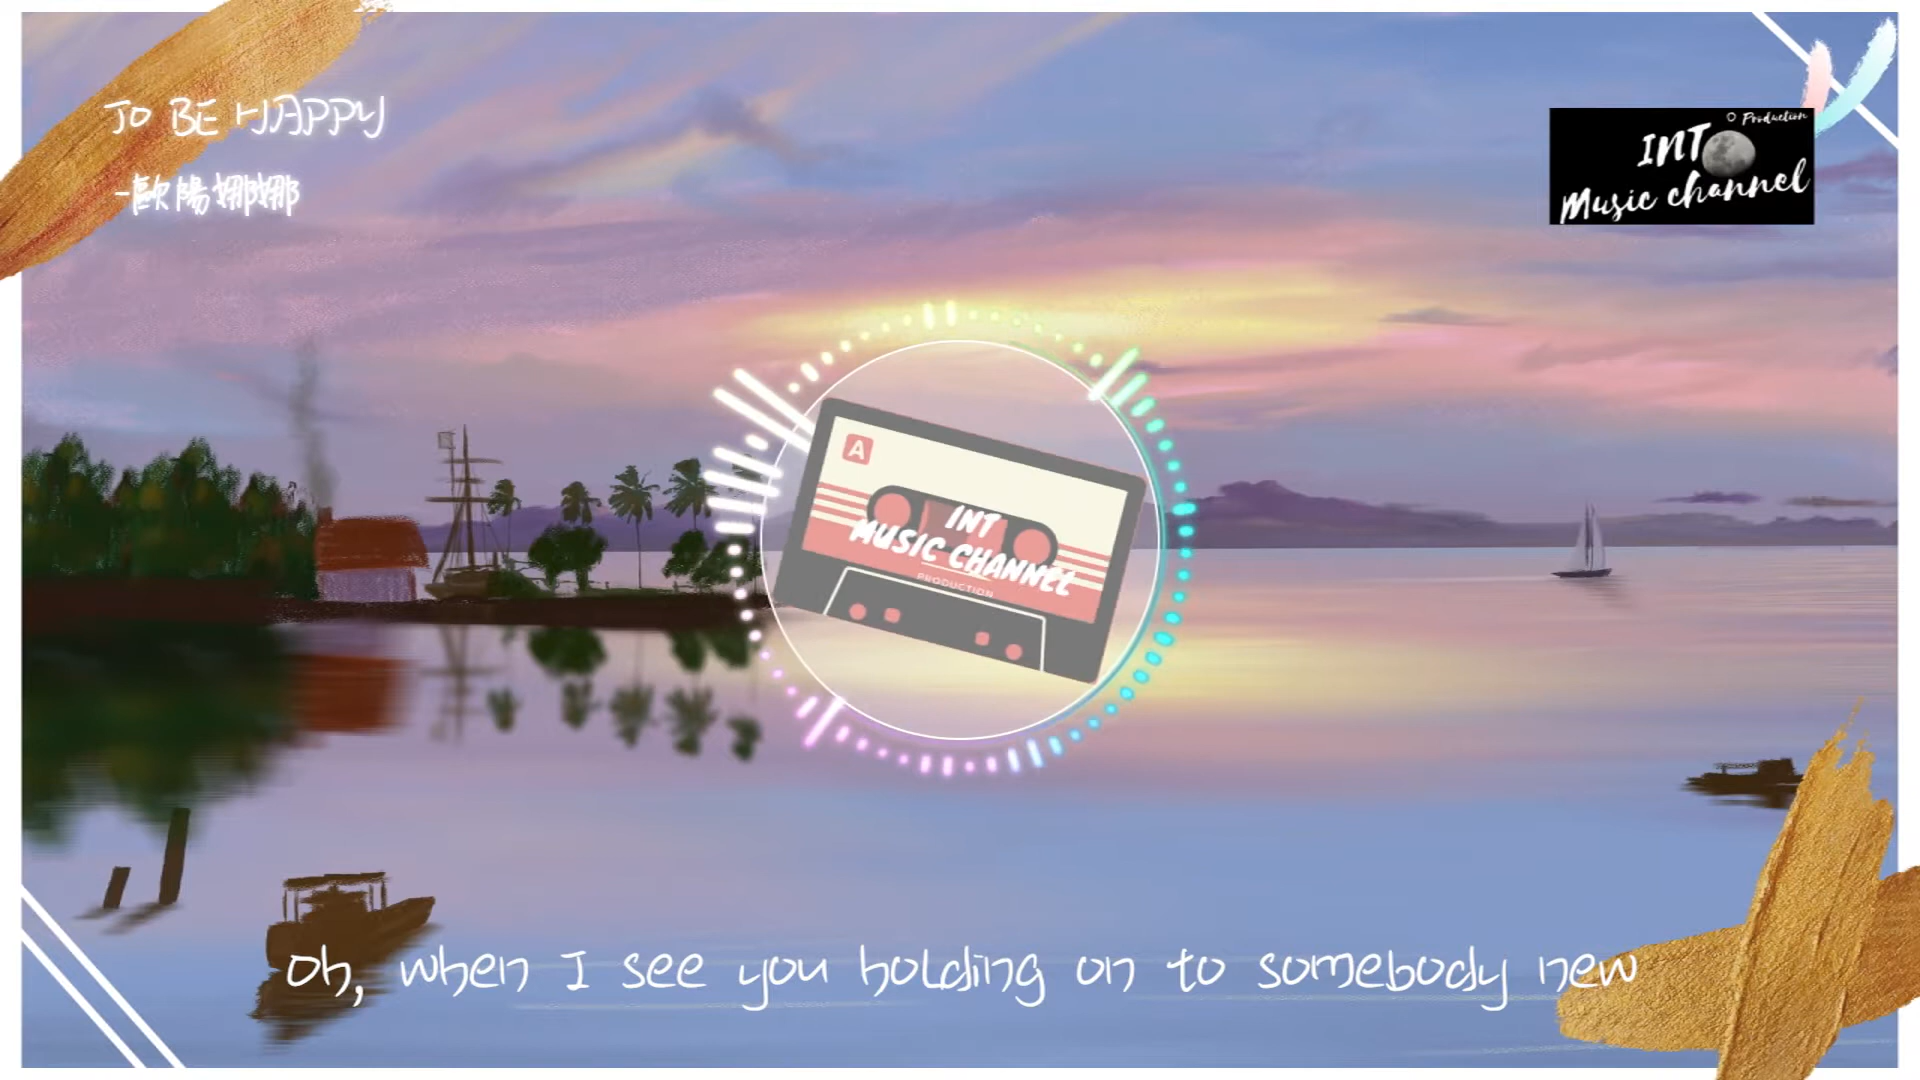 TO BE HAPPY
-歐陽娜娜
Production
INT
Music channel
A
INT
MUSIC CHANNEL
PRODUCTION
Oh, when I see you holding on to somebody new